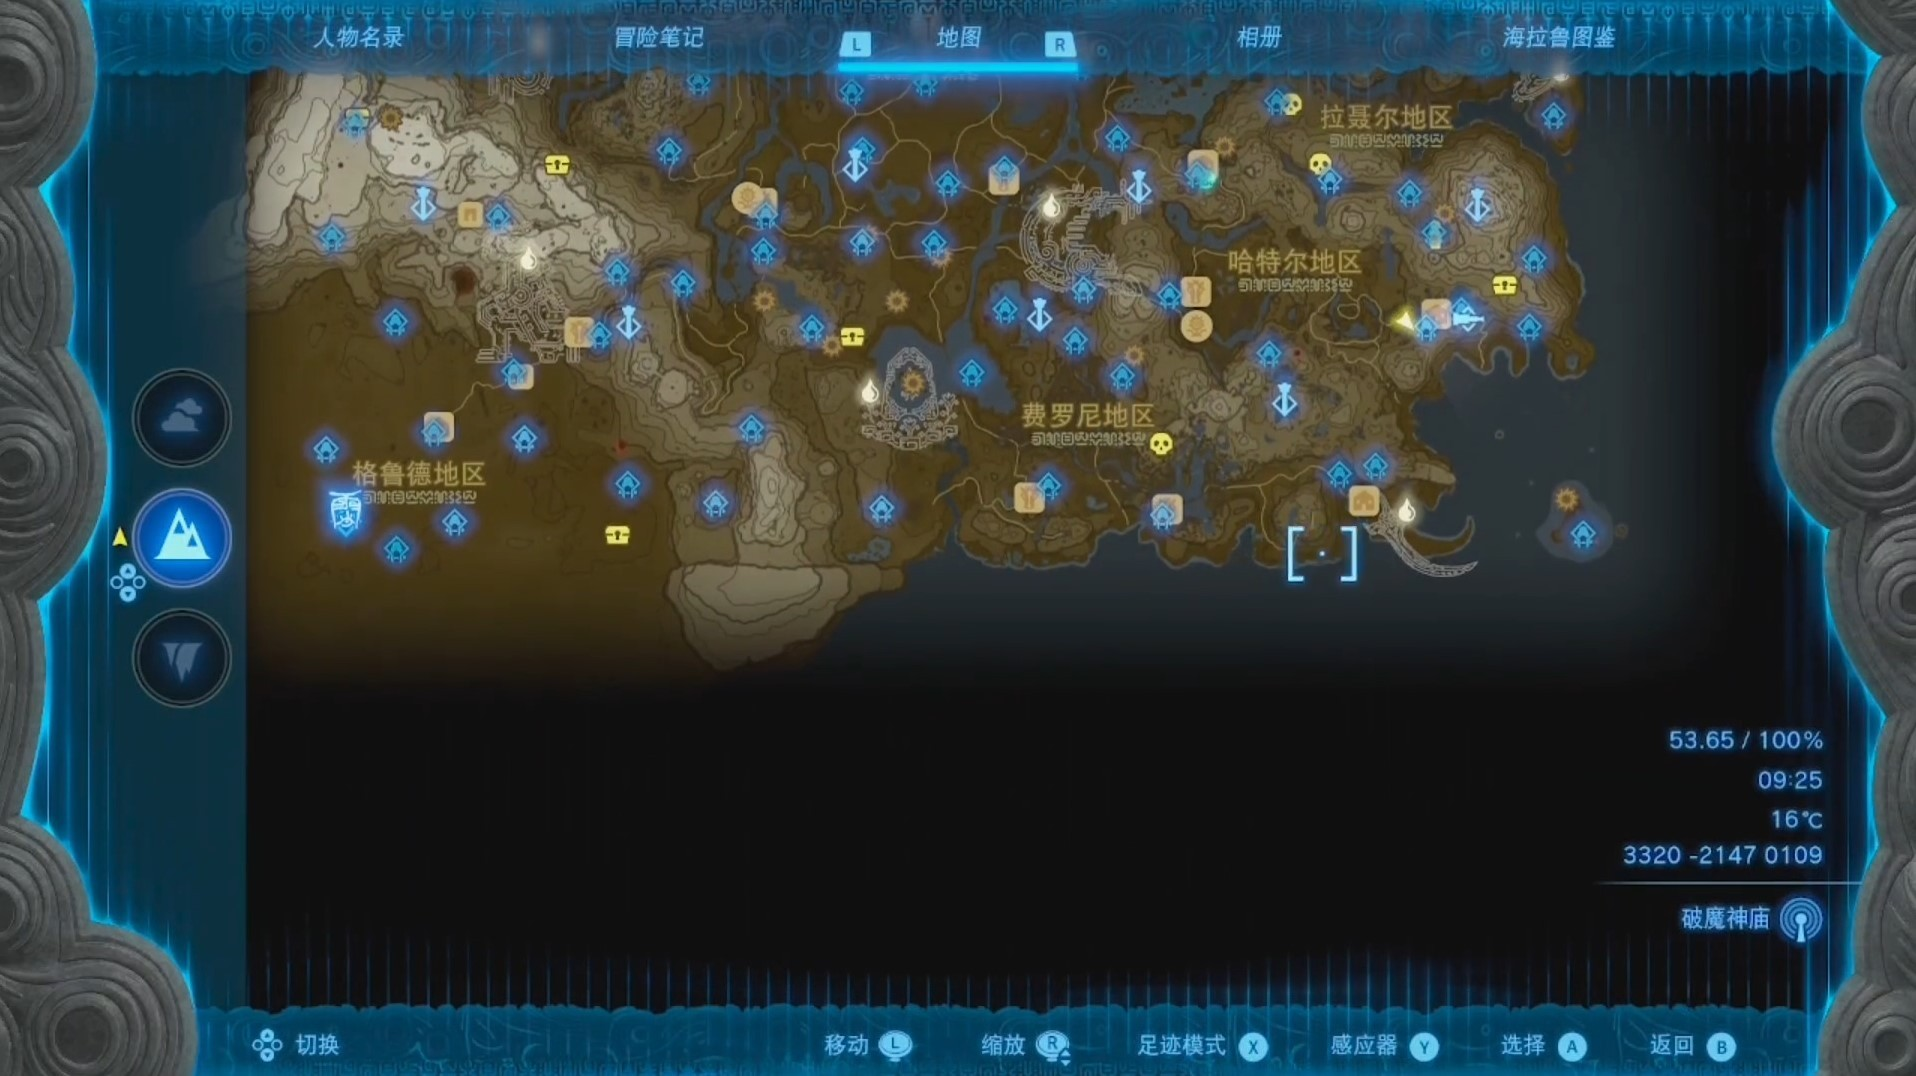 人物名录
冒险笔记
L
地图
R
相册
海拉鲁图鉴
拉聂尔地区
哈特尔地区
费罗尼地区
格鲁德地区
53.65 / 100%
09:25
16℃
3320 -2147 0109
破魔神庙
切换
移动 L
缩放 R
足迹模式 X
感应器 Y
选择 A
返回 B